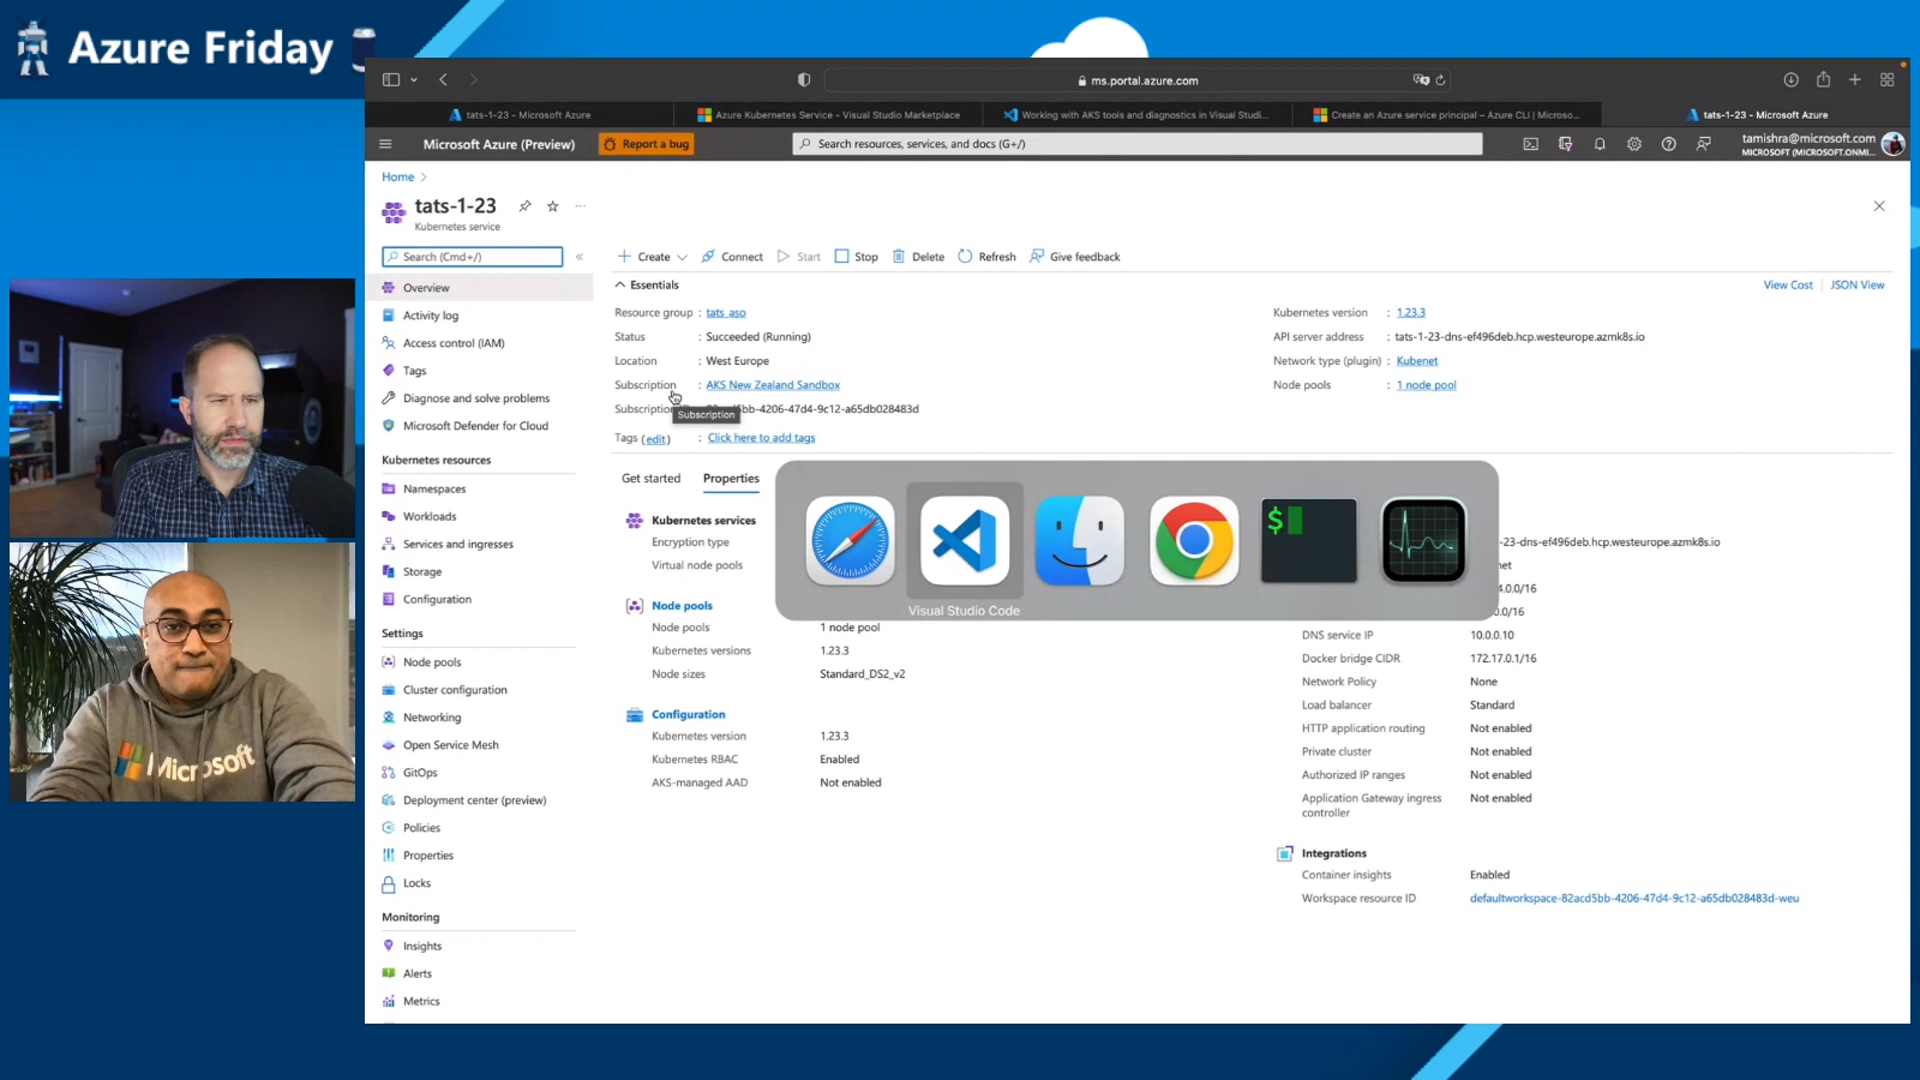 Azure Friday
ms.portal.azure.com
tats-1-23 - Microsoft Azure
Azure Kubernetes Service - Visual Studio Marketplace
Working with AKS tools and diagnostics in Visual Studi...
Create an Azure service principal – Azure CLI | Microso...
tats-1-23 - Microsoft Azure
Microsoft Azure (Preview)
Report a bug
Search resources, services, and docs (G+/)
tamishra@microsoft.com
MICROSOFT (MICROSOFT.ONMI...
Home
tats-1-23
Kubernetes service
Search (Cmd+/)
Overview
Activity log
Access control (IAM)
Tags
Diagnose and solve problems
Microsoft Defender for Cloud
Kubernetes resources
Namespaces
Workloads
Services and ingresses
Storage
Configuration
Settings
Node pools
Cluster configuration
Networking
Open Service Mesh
GitOps
Deployment center (preview)
Policies
Properties
Locks
Monitoring
Insights
Alerts
Metrics
Create
Connect
Start
Stop
Delete
Refresh
Give feedback
Essentials
View Cost
JSON View
Resource group : tats_aso
Status : Succeeded (Running)
Location : West Europe
Subscription : AKS New Zealand Sandbox
Subscription
bb-4206-47d4-9c12-a65db028483d
Subscription
Tags (edit) : Click here to add tags
Kubernetes version : 1.23.3
API server address : tats-1-23-dns-ef496deb.hcp.westeurope.azmk8s.io
Network type (plugin) : Kubenet
Node pools : 1 node pool
Get started
Properties
Kubernetes services
Encryption type
Virtual node pools
Node pools
Node pools 1 node pool
Kubernetes versions 1.23.3
Node sizes Standard_DS2_v2
Configuration
Kubernetes version 1.23.3
Kubernetes RBAC Enabled
AKS-managed AAD Not enabled
$
Visual Studio Code
-23-dns-ef496deb.hcp.westeurope.azmk8s.io
net
.0.0/16
.0/16
DNS service IP 10.0.0.10
Docker bridge CIDR 172.17.0.1/16
Network Policy None
Load balancer Standard
HTTP application routing Not enabled
Private cluster Not enabled
Authorized IP ranges Not enabled
Application Gateway ingress controller Not enabled
Integrations
Container insights Enabled
Workspace resource ID defaultworkspace-82acd5bb-4206-47d4-9c12-a65db028483d-weu
Microsoft